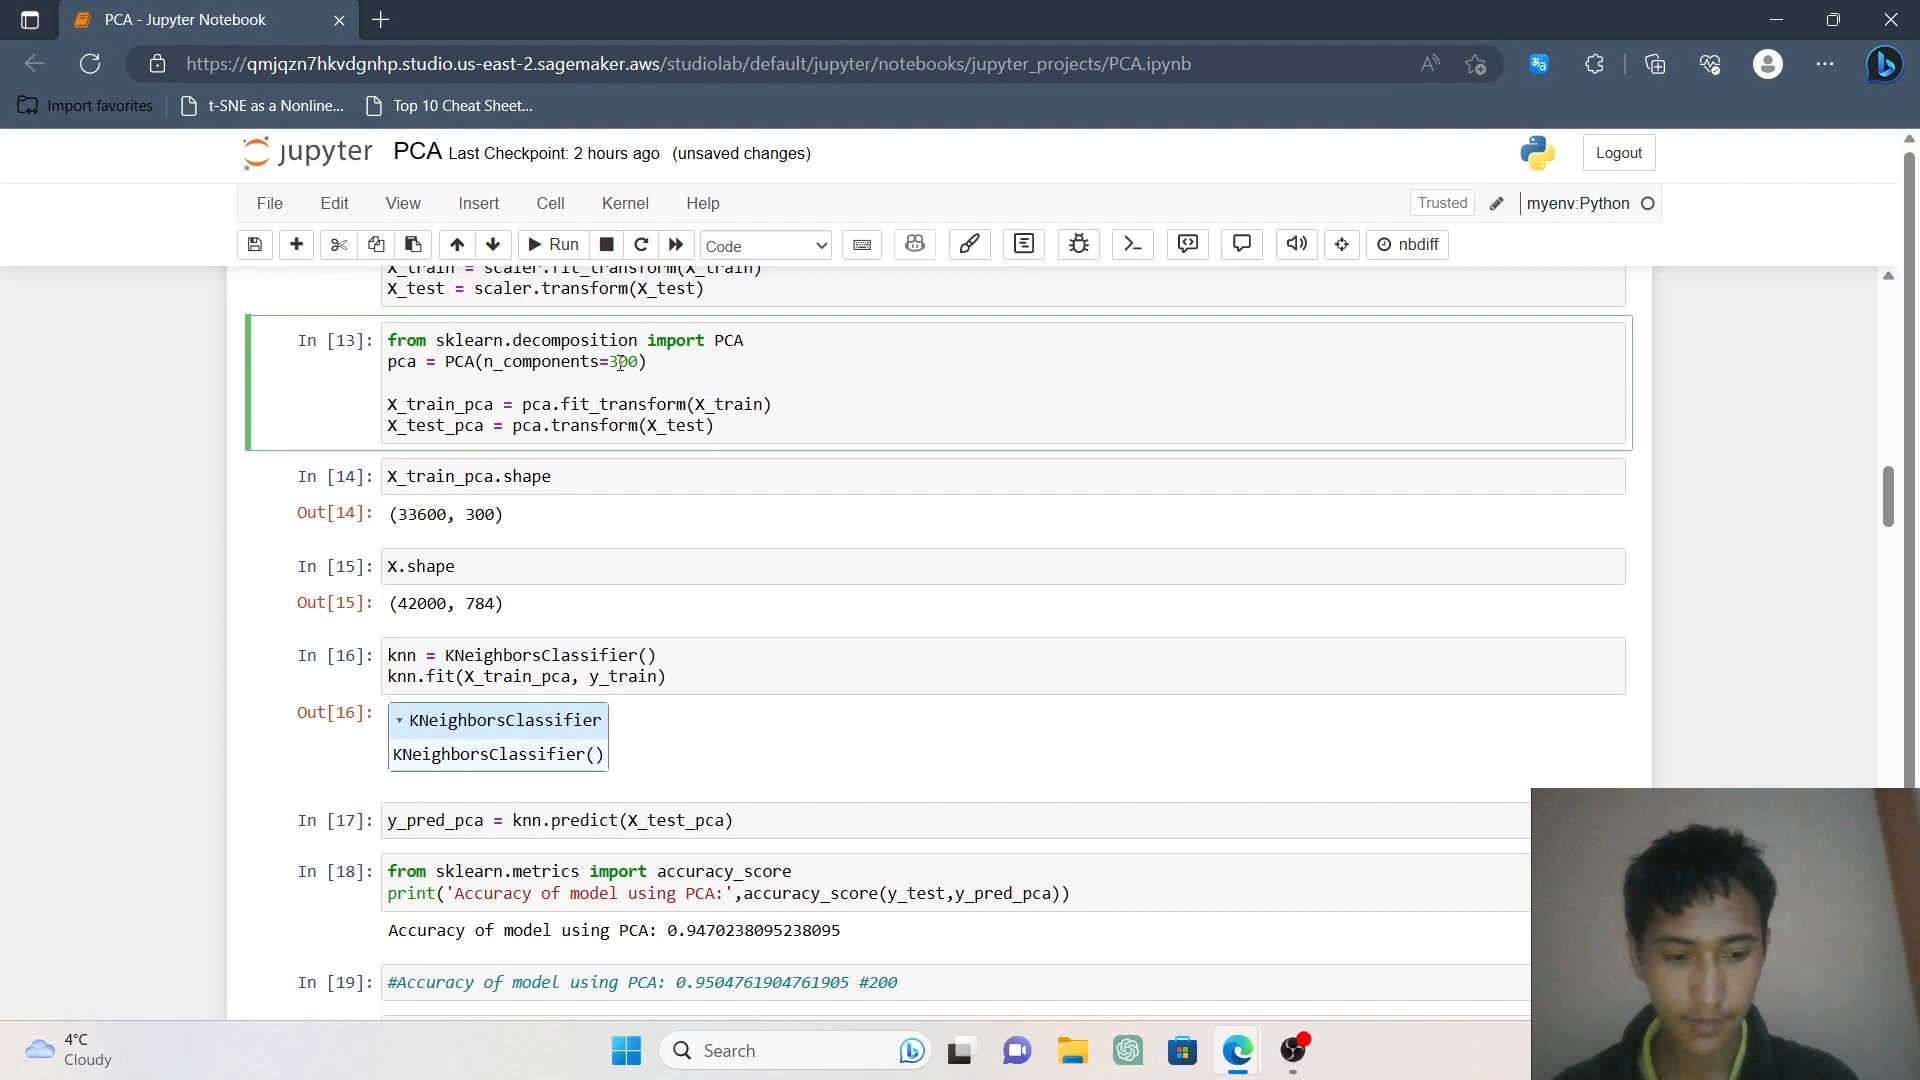 PCA - Jupyter Notebook
https://qmjqzn7hkvdgnhp.studio.us-east-2.sagemaker.aws/studiolab/default/jupyter/notebooks/jupyter_projects/PCA.ipynb
Import favorites
t-SNE as a Nonline...
Top 10 Cheat Sheet...
jupyter PCA Last Checkpoint: 2 hours ago (unsaved changes)
Logout
File Edit View Insert Cell Kernel Help
Trusted
myenv:Python
Run
Code
nbdiff
X_train = scaler.fit_transform(X_train)
X_test = scaler.transform(X_test)
In [13]: from sklearn.decomposition import PCA
pca = PCA(n_components=300)
X_train_pca = pca.fit_transform(X_train)
X_test_pca = pca.transform(X_test)
In [14]: X_train_pca.shape
Out[14]: (33600, 300)
In [15]: X.shape
Out[15]: (42000, 784)
In [16]: knn = KNeighborsClassifier()
knn.fit(X_train_pca, y_train)
Out[16]: KNeighborsClassifier
KNeighborsClassifier()
In [17]: y_pred_pca = knn.predict(X_test_pca)
In [18]: from sklearn.metrics import accuracy_score
print('Accuracy of model using PCA:',accuracy_score(y_test,y_pred_pca))
Accuracy of model using PCA: 0.9470238095238095
In [19]: #Accuracy of model using PCA: 0.9504761904761905 #200
4°C
Cloudy
Search